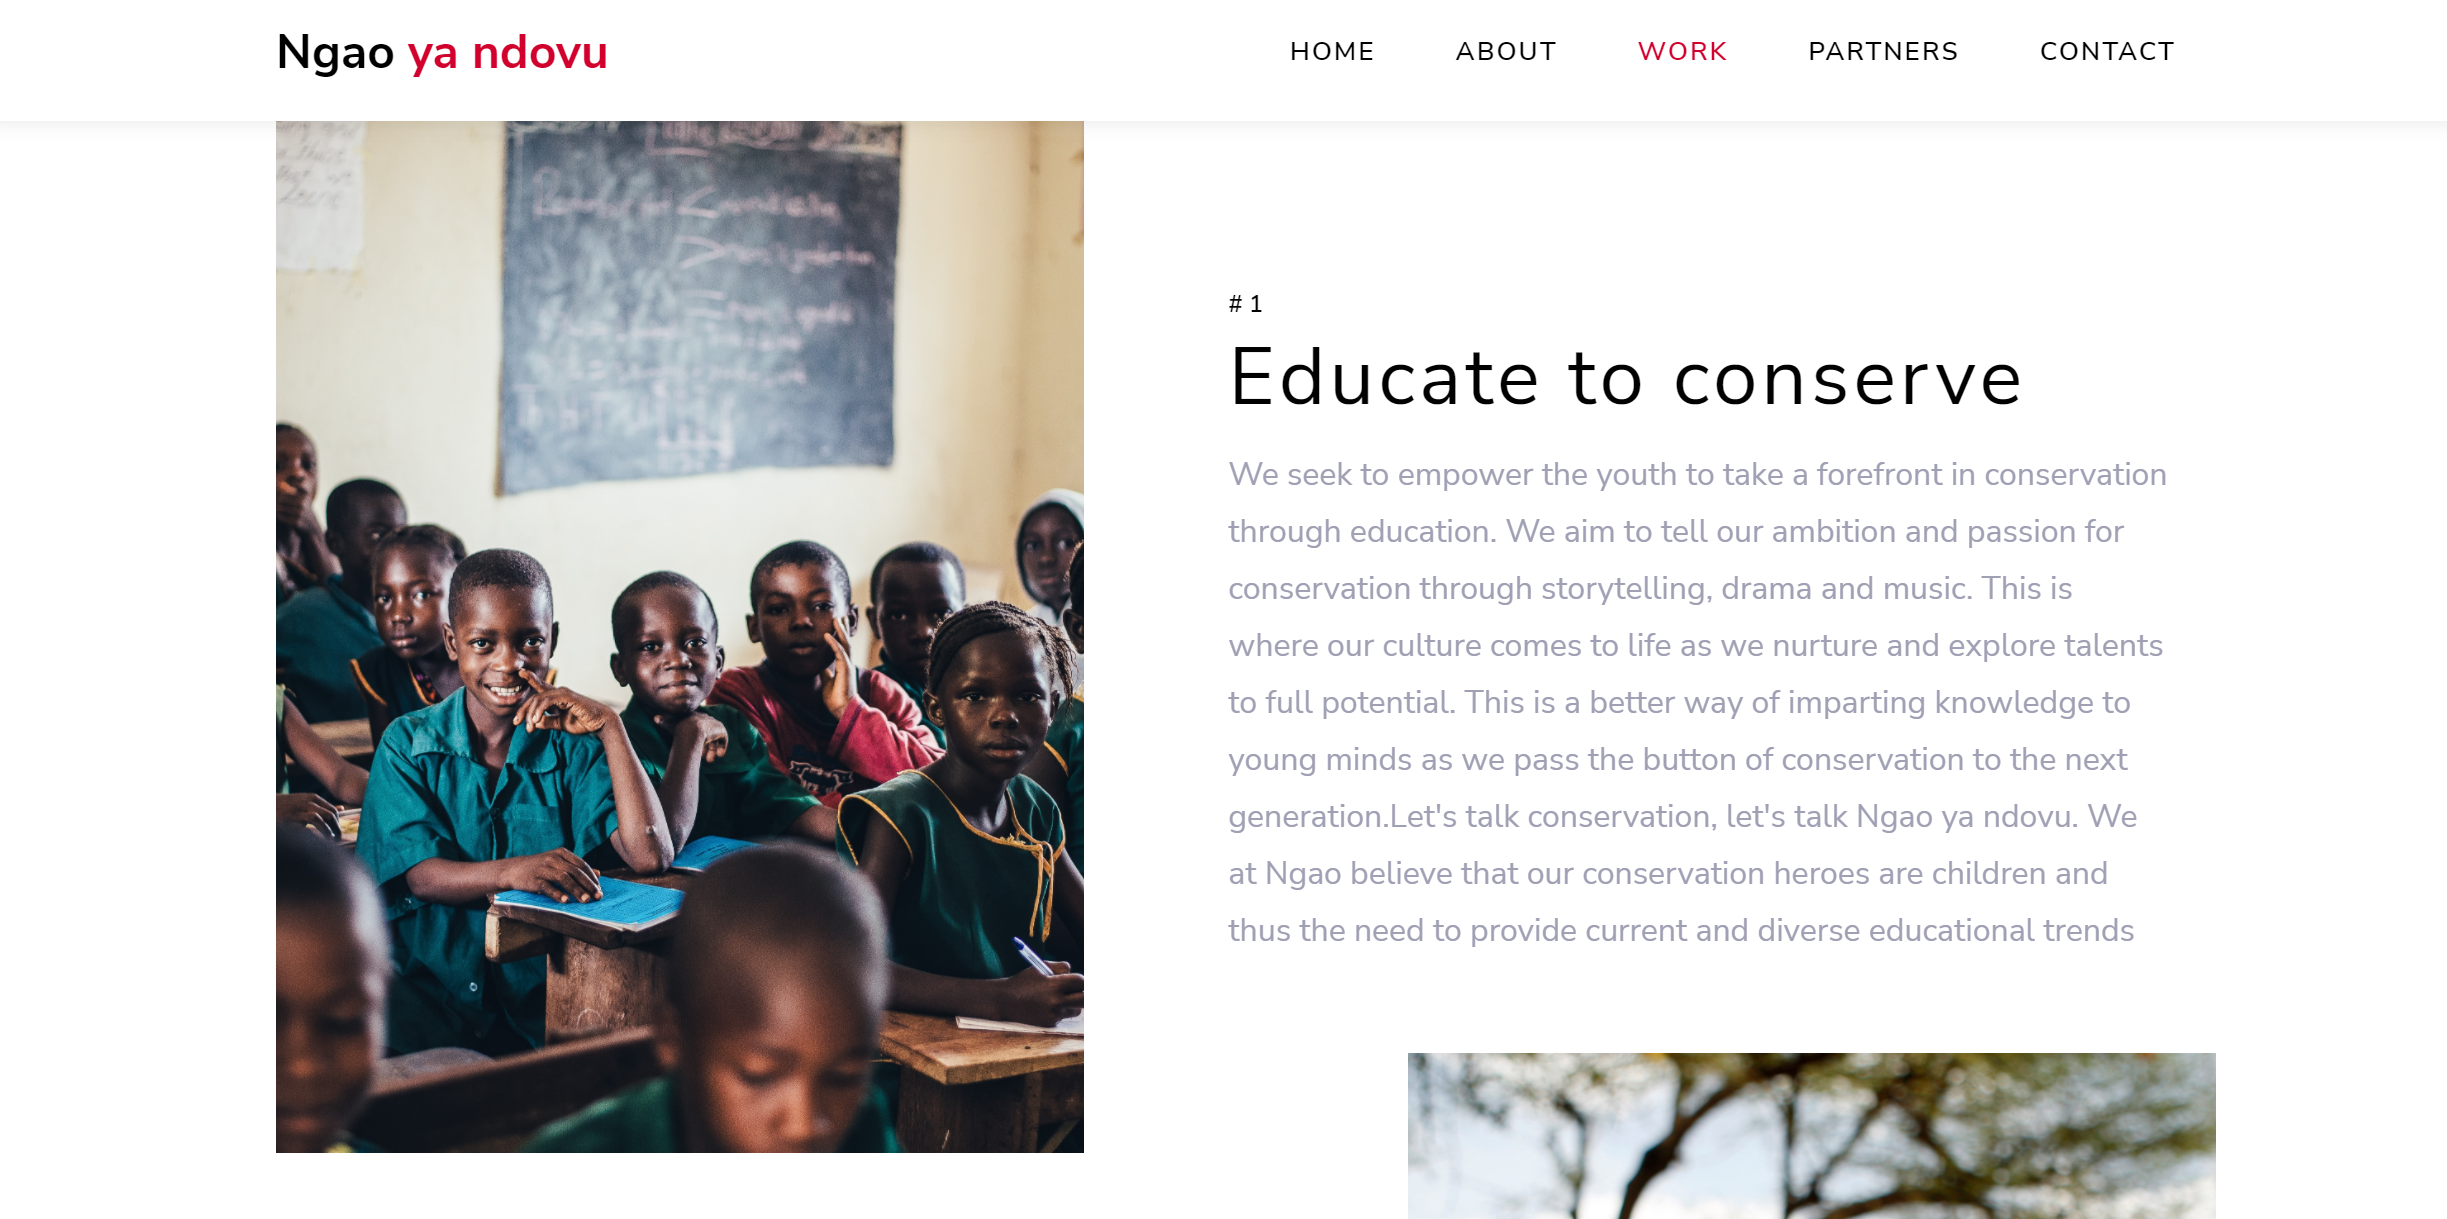 Ngao ya ndovu
HOME ABOUT WORK PARTNERS CONTACT
# 1
Educate to conserve
We seek to empower the youth to take a forefront in conservation
through education. We aim to tell our ambition and passion for
conservation through storytelling, drama and music. This is
where our culture comes to life as we nurture and explore talents
to full potential. This is a better way of imparting knowledge to
young minds as we pass the button of conservation to the next
generation.Let's talk conservation, let's talk Ngao ya ndovu. We
at Ngao believe that our conservation heroes are children and
thus the need to provide current and diverse educational trends